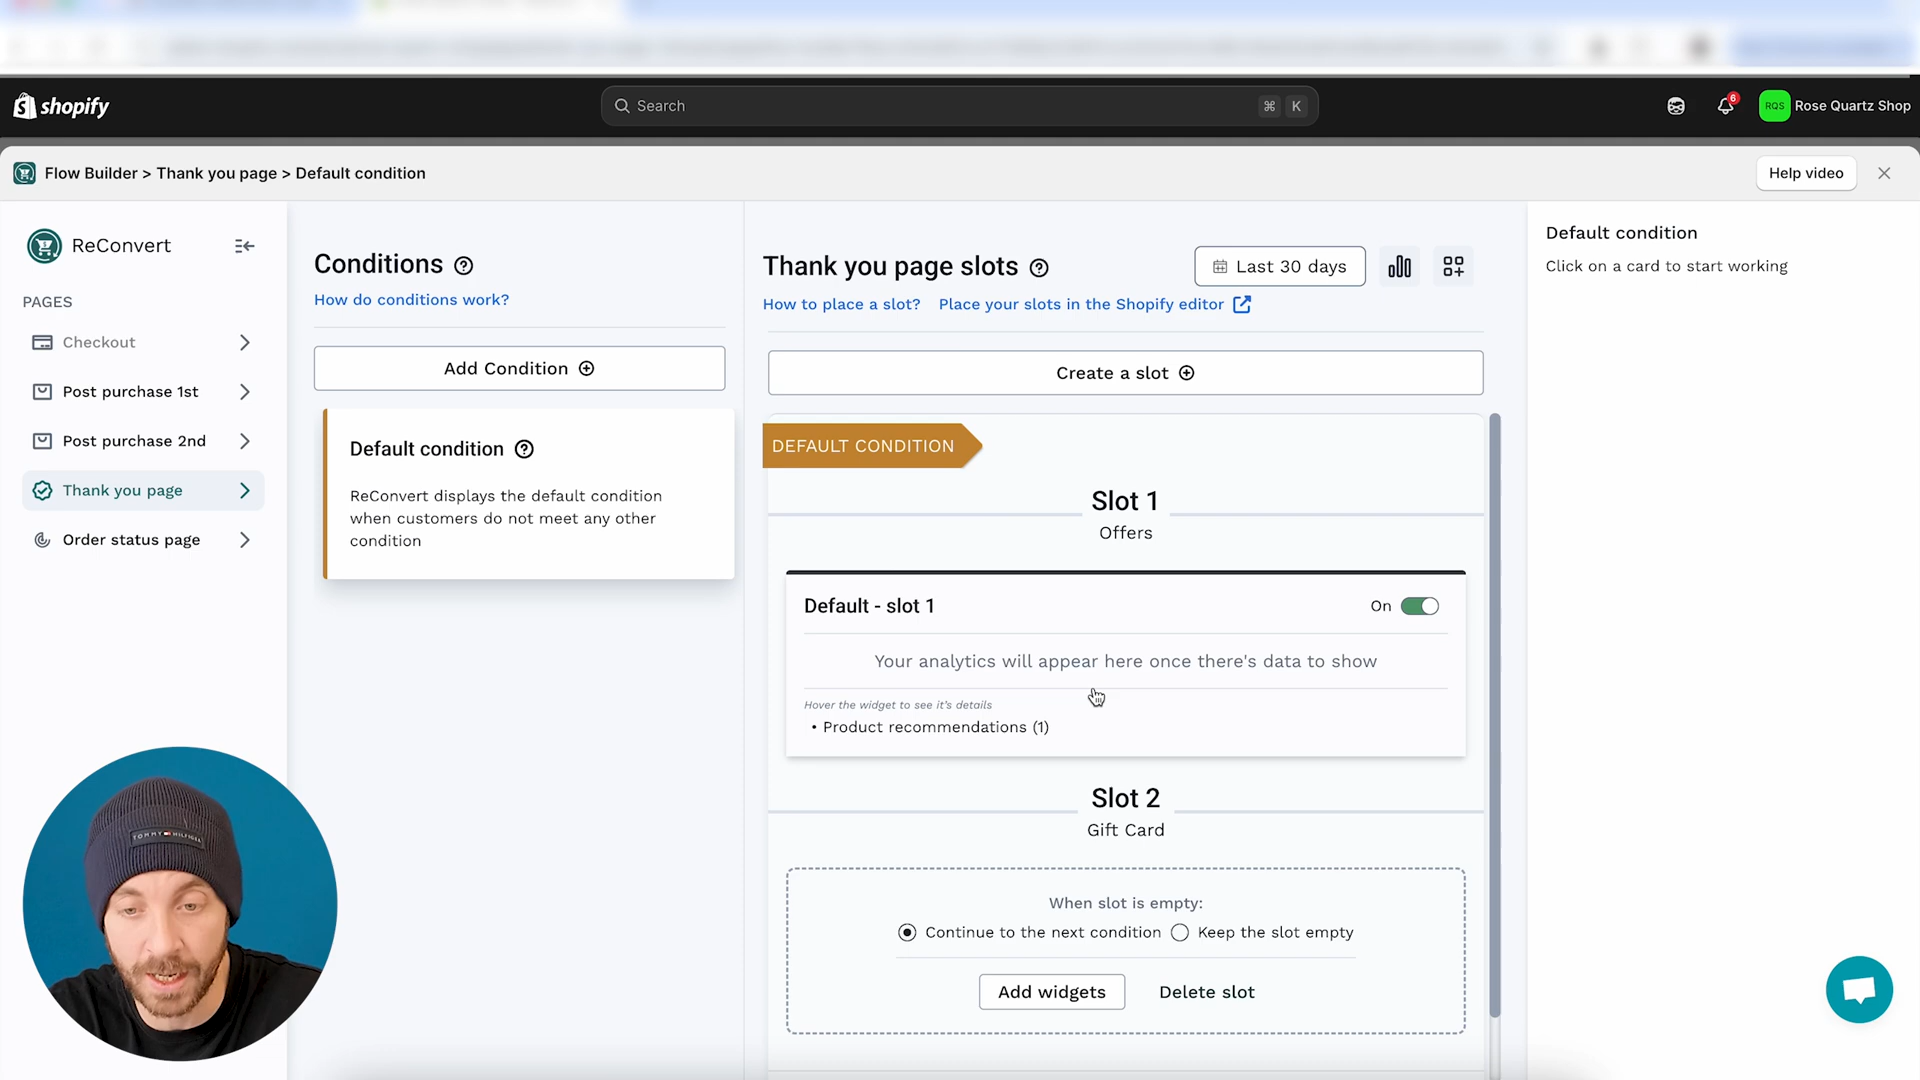 shopify
Search
⌘ K
6
RQS
Rose Quartz Shop
Flow Builder > Thank you page > Default condition
Help video
ReConvert
PAGES
Checkout
Post purchase 1st
Post purchase 2nd
Thank you page
Order status page
Conditions
How do conditions work?
Add Condition
Default condition
ReConvert displays the default condition
when customers do not meet any other
condition
Thank you page slots
Last 30 days
How to place a slot? Place your slots in the Shopify editor
Create a slot
DEFAULT CONDITION
Slot 1
Offers
Default - slot 1
On
Your analytics will appear here once there's data to show
Hover the widget to see it's details
• Product recommendations (1)
Slot 2
Gift Card
When slot is empty:
Continue to the next condition Keep the slot empty
Add widgets Delete slot
Default condition
Click on a card to start working
TOMMY HILFIGER